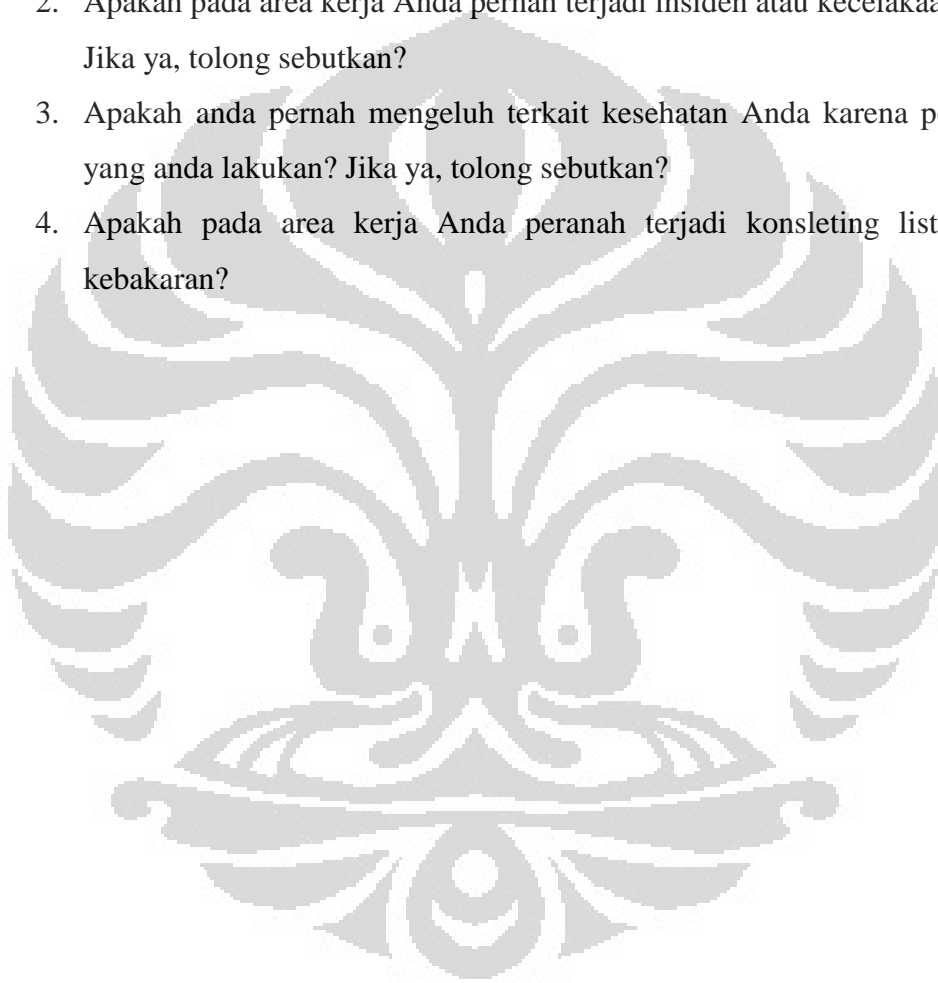 2. Apakah pada area kerja Anda pernah terjadi insiden atau kecelakaa
Jika ya, tolong sebutkan?
3. Apakah anda pernah mengeluh terkait kesehatan Anda karena pe
yang anda lakukan? Jika ya, tolong sebutkan?
4. Apakah pada area kerja Anda peranah terjadi konsleting list
kebakaran?